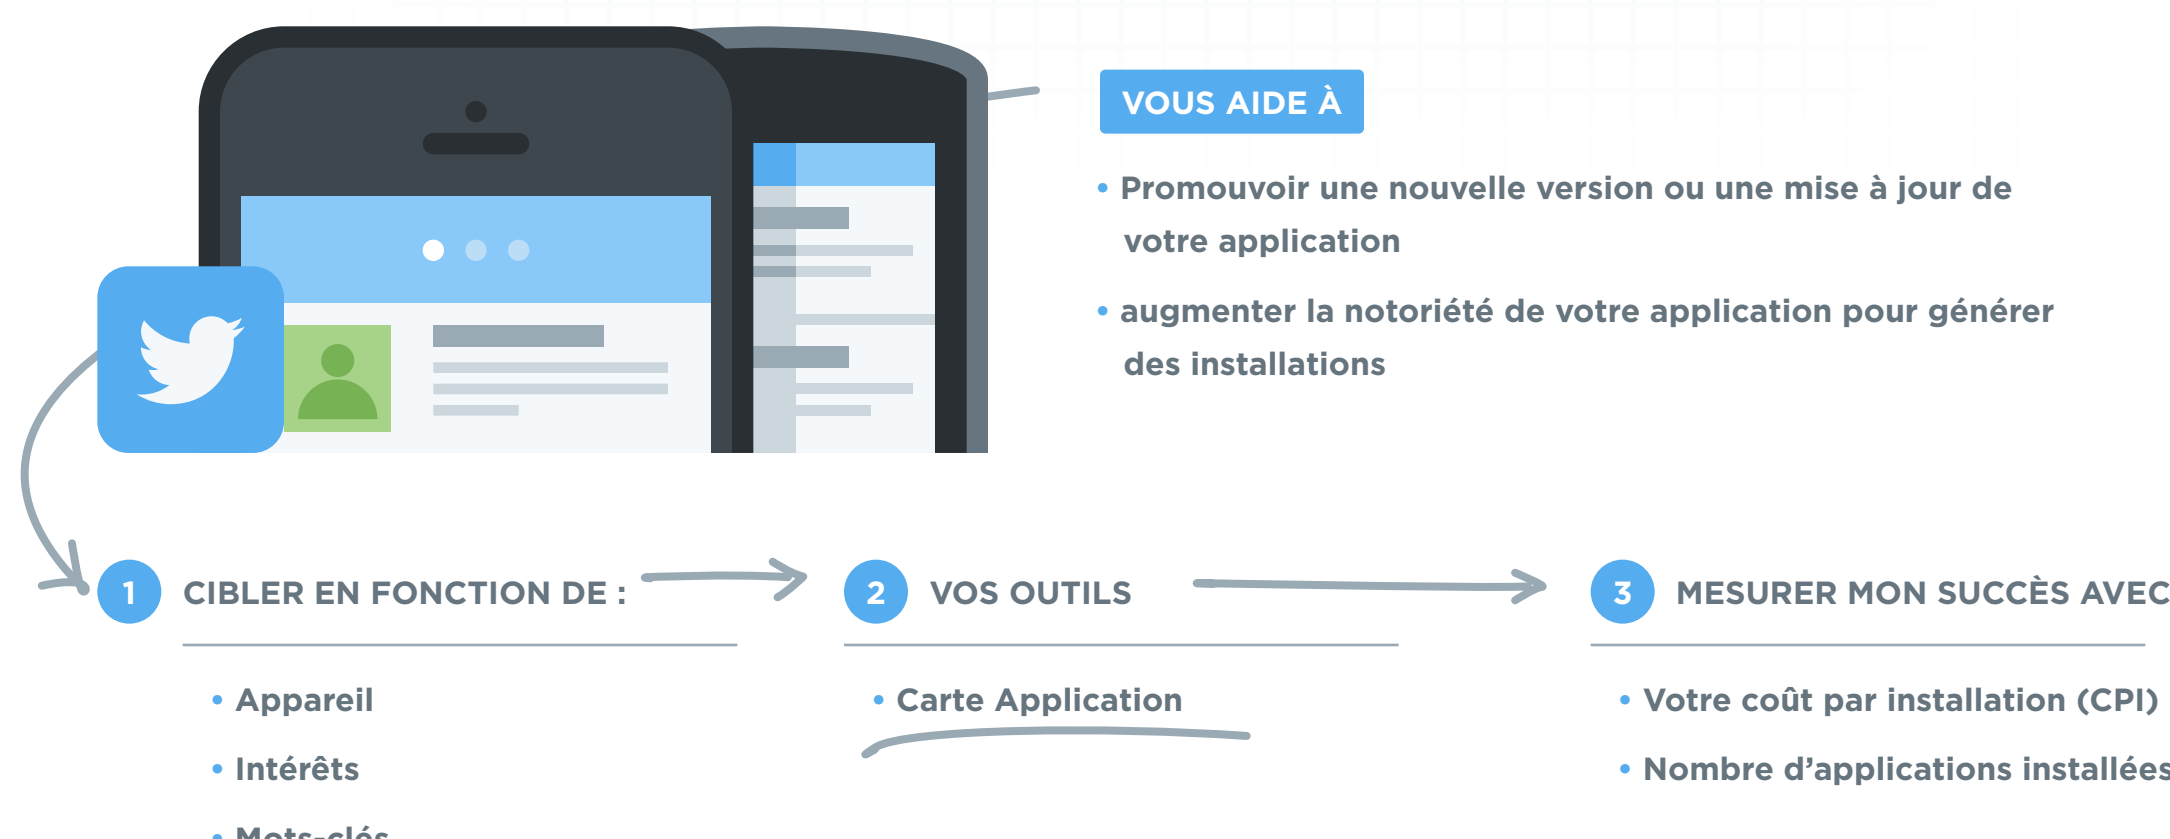 VOUS AIDE À
• Promouvoir une nouvelle version ou une mise à jour de
votre application
• augmenter la notoriété de votre application pour générer
des installations
1 CIBLER EN FONCTION DE :
2 VOS OUTILS
3 MESURER MON SUCCÈS AVEC
• Appareil
• Intérêts
• Mots-clés
• Carte Application
• Votre coût par installation (CPI)
• Nombre d’applications installées